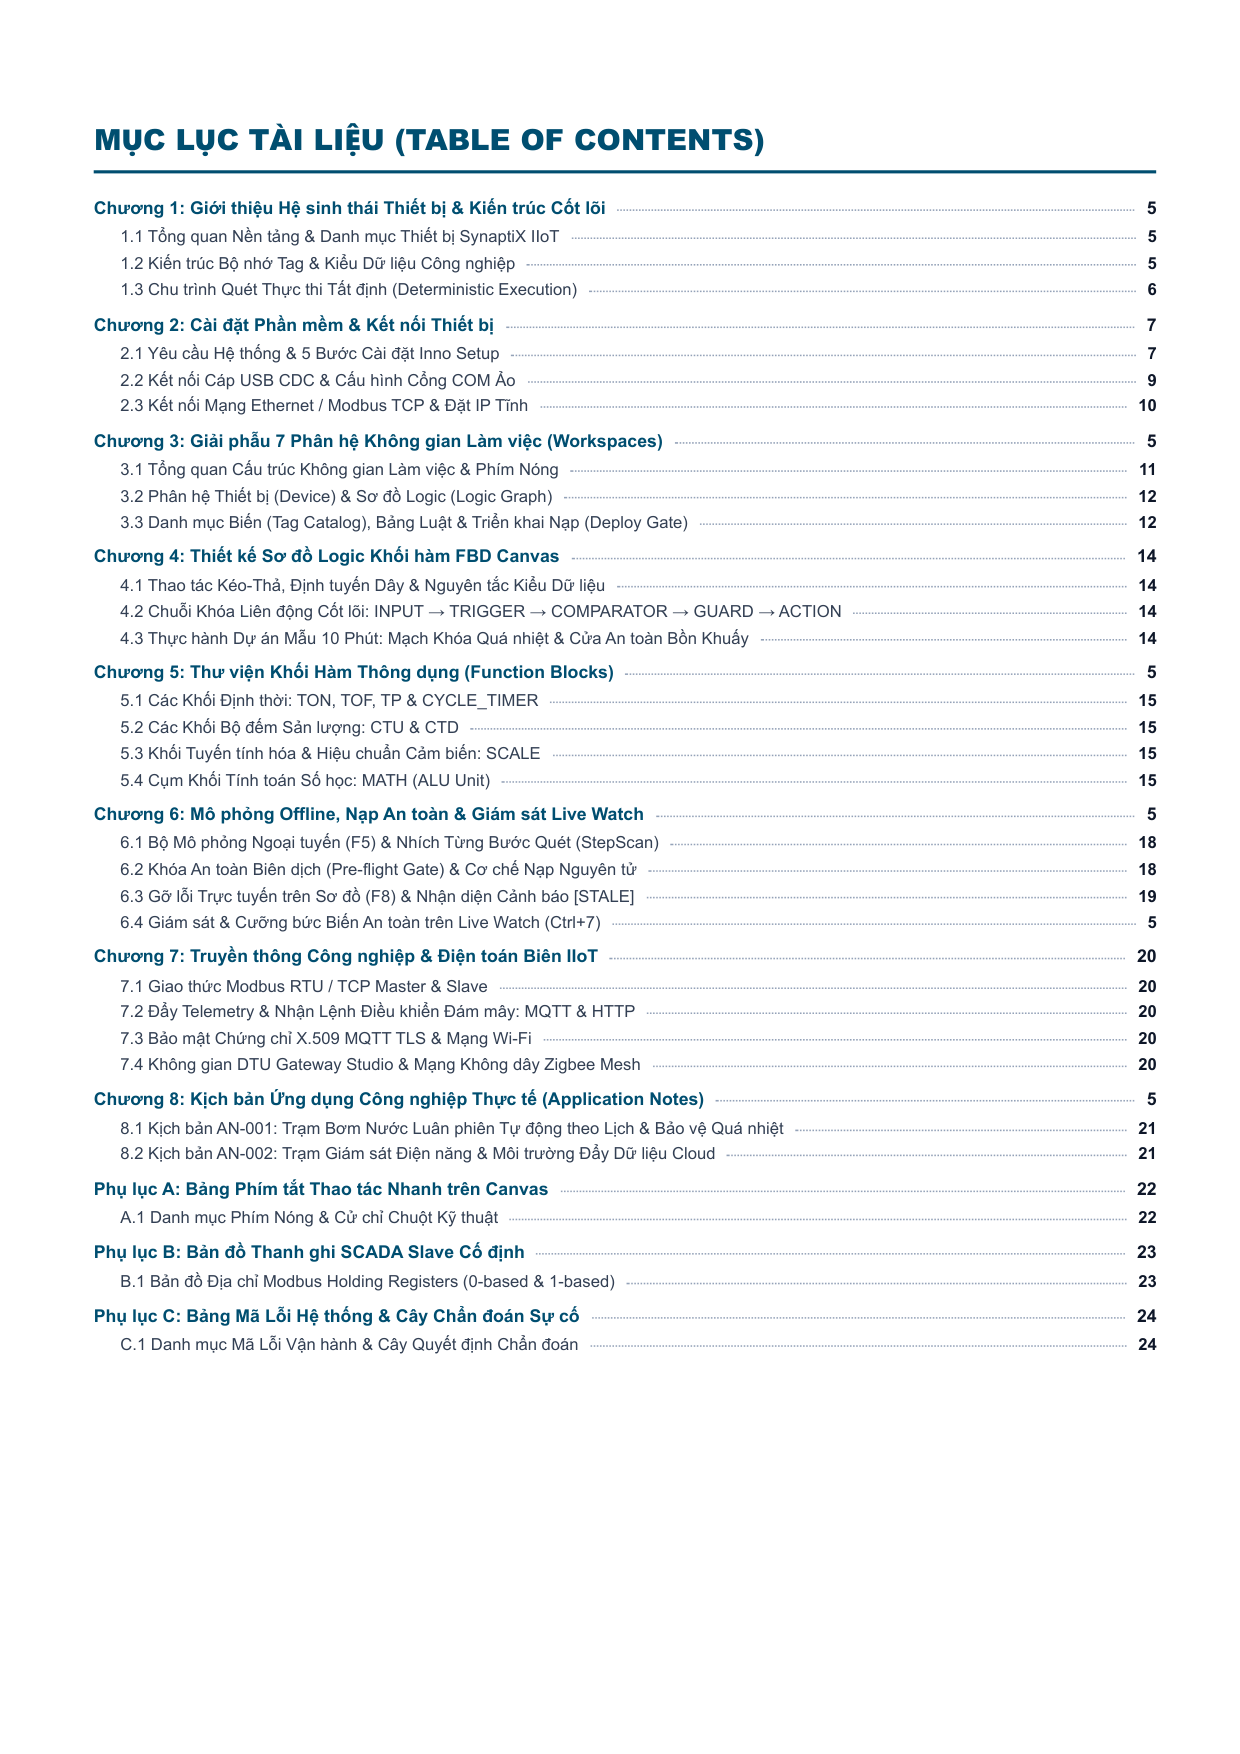 MỤC LỤC TÀI LIỆU (TABLE OF CONTENTS)
Chương 1: Giới thiệu Hệ sinh thái Thiết bị & Kiến trúc Cốt lõi 5
1.1 Tổng quan Nền tảng & Danh mục Thiết bị SynaptiX IIoT 5
1.2 Kiến trúc Bộ nhớ Tag & Kiểu Dữ liệu Công nghiệp 5
1.3 Chu trình Quét Thực thi Tất định (Deterministic Execution) 6
Chương 2: Cài đặt Phần mềm & Kết nối Thiết bị 7
2.1 Yêu cầu Hệ thống & 5 Bước Cài đặt Inno Setup 7
2.2 Kết nối Cáp USB CDC & Cấu hình Cổng COM Ảo 9
2.3 Kết nối Mạng Ethernet / Modbus TCP & Đặt IP Tĩnh 10
Chương 3: Giải phẫu 7 Phân hệ Không gian Làm việc (Workspaces) 5
3.1 Tổng quan Cấu trúc Không gian Làm việc & Phím Nóng 11
3.2 Phân hệ Thiết bị (Device) & Sơ đồ Logic (Logic Graph) 12
3.3 Danh mục Biến (Tag Catalog), Bảng Luật & Triển khai Nạp (Deploy Gate) 12
Chương 4: Thiết kế Sơ đồ Logic Khối hàm FBD Canvas 14
4.1 Thao tác Kéo-Thả, Định tuyến Dây & Nguyên tắc Kiểu Dữ liệu 14
4.2 Chuỗi Khóa Liên động Cốt lõi: INPUT → TRIGGER → COMPARATOR → GUARD → ACTION 14
4.3 Thực hành Dự án Mẫu 10 Phút: Mạch Khóa Quá nhiệt & Cửa An toàn Bồn Khuấy 14
Chương 5: Thư viện Khối Hàm Thông dụng (Function Blocks) 5
5.1 Các Khối Định thời: TON, TOF, TP & CYCLE_TIMER 15
5.2 Các Khối Bộ đếm Sản lượng: CTU & CTD 15
5.3 Khối Tuyến tính hóa & Hiệu chuẩn Cảm biến: SCALE 15
5.4 Cụm Khối Tính toán Số học: MATH (ALU Unit) 15
Chương 6: Mô phỏng Offline, Nạp An toàn & Giám sát Live Watch 5
6.1 Bộ Mô phỏng Ngoại tuyến (F5) & Nhích Từng Bước Quét (StepScan) 18
6.2 Khóa An toàn Biên dịch (Pre-flight Gate) & Cơ chế Nạp Nguyên tử 18
6.3 Gỡ lỗi Trực tuyến trên Sơ đồ (F8) & Nhận diện Cảnh báo [STALE] 19
6.4 Giám sát & Cưỡng bức Biến An toàn trên Live Watch (Ctrl+7) 5
Chương 7: Truyền thông Công nghiệp & Điện toán Biên IIoT 20
7.1 Giao thức Modbus RTU / TCP Master & Slave 20
7.2 Đẩy Telemetry & Nhận Lệnh Điều khiển Đám mây: MQTT & HTTP 20
7.3 Bảo mật Chứng chỉ X.509 MQTT TLS & Mạng Wi-Fi 20
7.4 Không gian DTU Gateway Studio & Mạng Không dây Zigbee Mesh 20
Chương 8: Kịch bản Ứng dụng Công nghiệp Thực tế (Application Notes) 5
8.1 Kịch bản AN-001: Trạm Bơm Nước Luân phiên Tự động theo Lịch & Bảo vệ Quá nhiệt 21
8.2 Kịch bản AN-002: Trạm Giám sát Điện năng & Môi trường Đẩy Dữ liệu Cloud 21
Phụ lục A: Bảng Phím tắt Thao tác Nhanh trên Canvas 22
A.1 Danh mục Phím Nóng & Cử chỉ Chuột Kỹ thuật 22
Phụ lục B: Bản đồ Thanh ghi SCADA Slave Cố định 23
B.1 Bản đồ Địa chỉ Modbus Holding Registers (0-based & 1-based) 23
Phụ lục C: Bảng Mã Lỗi Hệ thống & Cây Chẩn đoán Sự cố 24
C.1 Danh mục Mã Lỗi Vận hành & Cây Quyết định Chẩn đoán 24